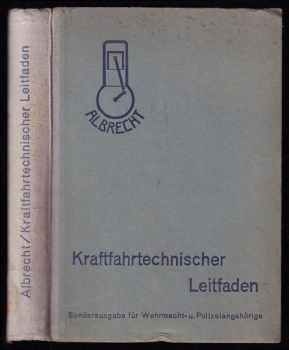 Albrecht/Kraftfahrtechnischer Leitfaden
ALBRECHT
Kraftfahrtechnischer
Leitfaden
Sonderausgabe für Wehrmacht- u. Polizeiangehörige